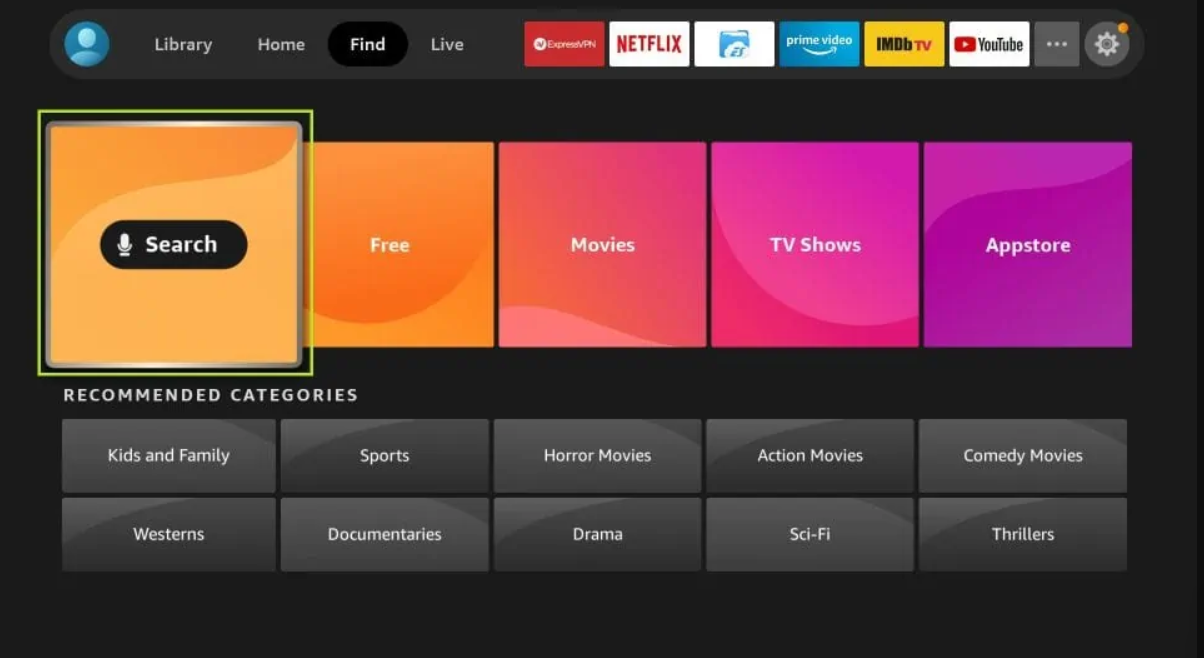 Library Home Find Live ExpressVPN NETFLIX ES prime video IMDb TV YouTube
Search Free Movies TV Shows Appstore
RECOMMENDED CATEGORIES
Kids and Family Sports Horror Movies Action Movies Comedy Movies
Westerns Documentaries Drama Sci-Fi Thrillers